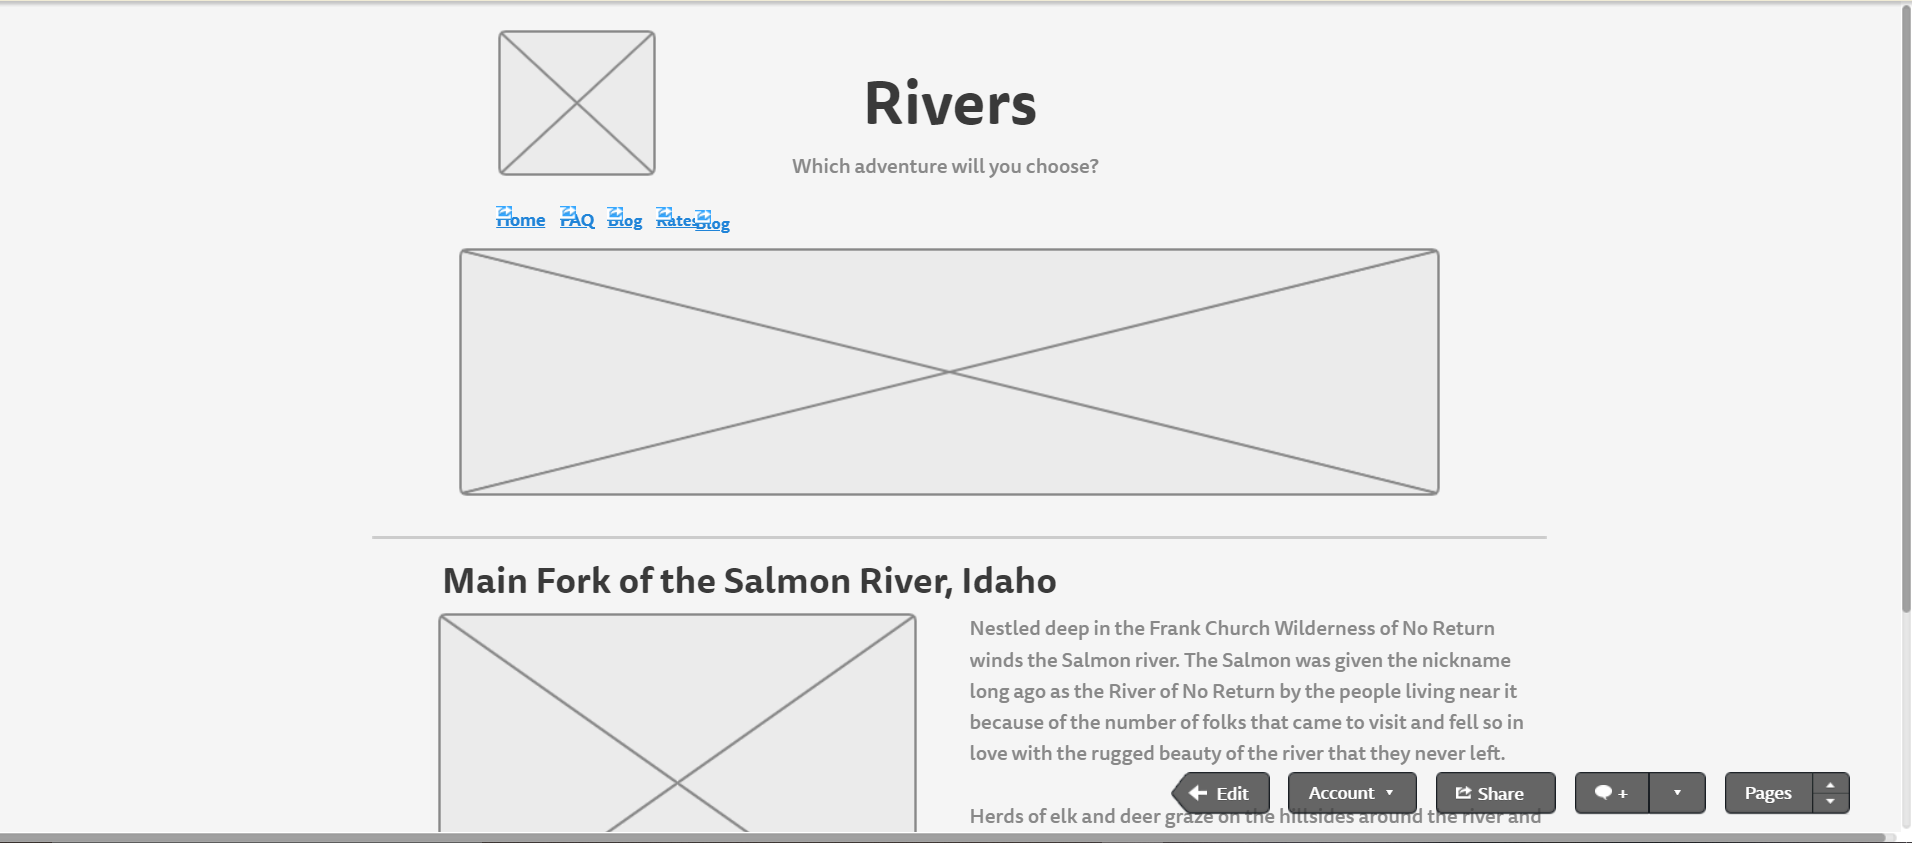 Rivers
Which adventure will you choose?
Home FAQ Blog Rates Blog
Main Fork of the Salmon River, Idaho
Nestled deep in the Frank Church Wilderness of No Return
winds the Salmon river. The Salmon was given the nickname
long ago as the River of No Return by the people living near it
because of the number of folks that came to visit and fell so in
love with the rugged beauty of the river that they never left.
Edit Account Share + Pages
Herds of elk and deer graze on the hillsides around the river and